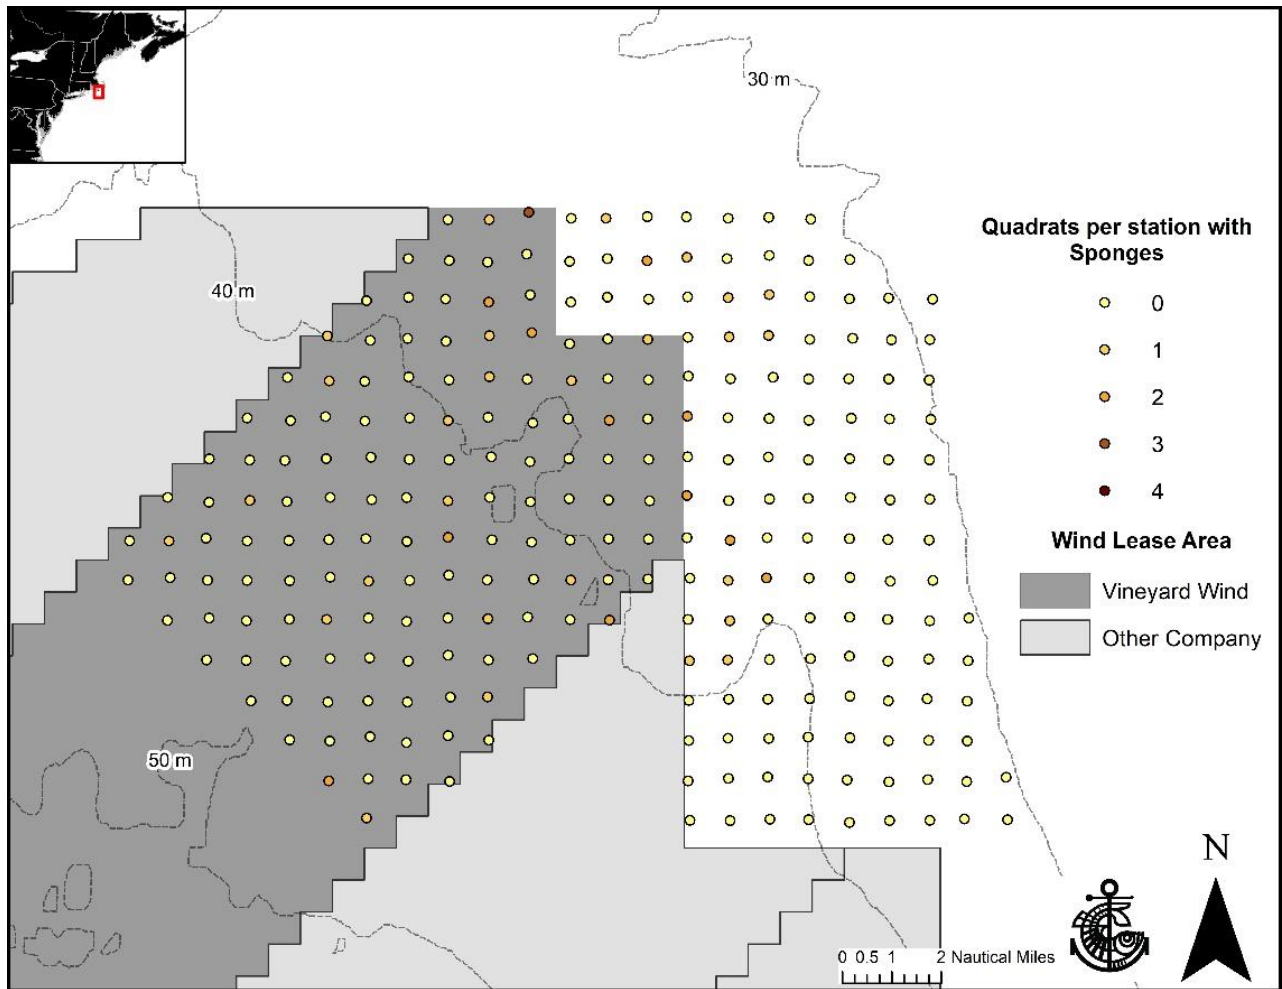 30 m
40 m
50 m
Quadrats per station with
Sponges
0
1
2
3
4
Wind Lease Area
Vineyard Wind
Other Company
N
0 0.5 1 2 Nautical Miles